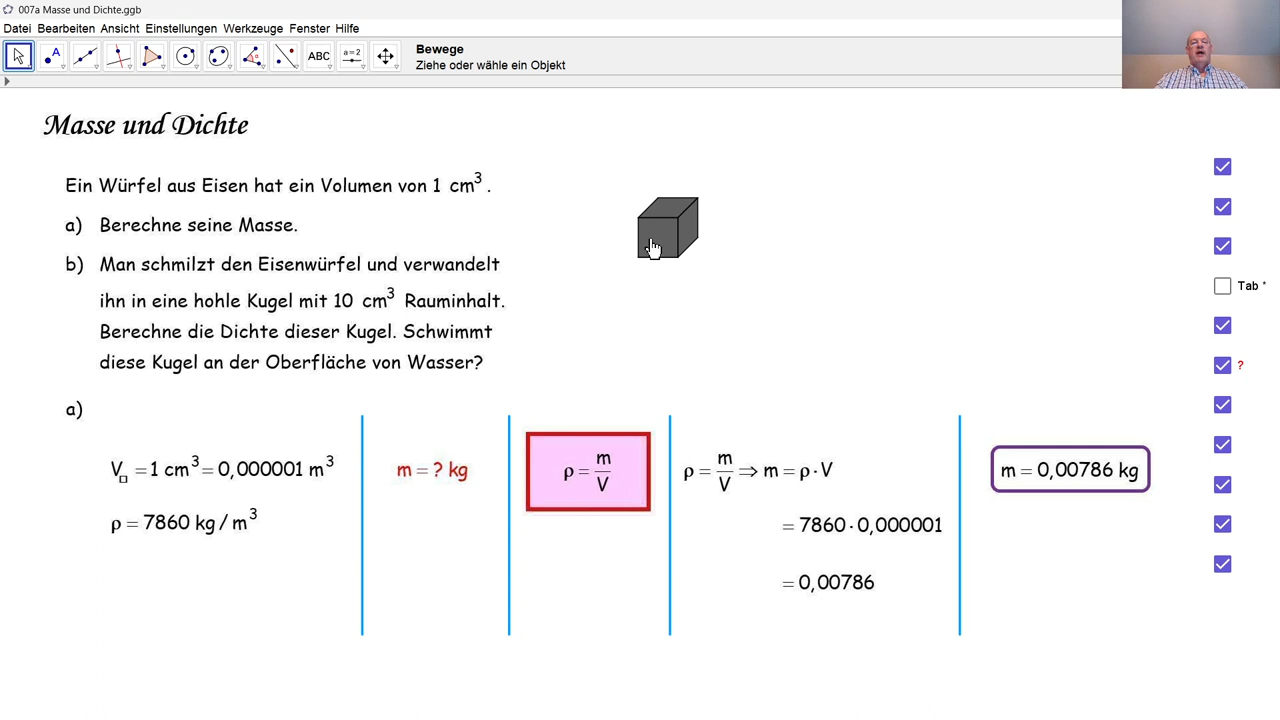 007a Masse und Dichte.ggb
Datei Bearbeiten Ansicht Einstellungen Werkzeuge Fenster Hilfe
A
ABC
a=2
Bewege
Ziehe oder wähle ein Objekt
Masse und Dichte
Ein Würfel aus Eisen hat ein Volumen von 1 cm³.
a) Berechne seine Masse.
b) Man schmilzt den Eisenwürfel und verwandelt
ihn in eine hohle Kugel mit 10 cm³ Rauminhalt.
Berechne die Dichte dieser Kugel. Schwimmt
diese Kugel an der Oberfläche von Wasser?
Tab *
?
a)
V□ = 1 cm³ = 0,000001 m³
ρ = 7860 kg / m³
m = ? kg
ρ = m/V
ρ = m/V ⇒ m = ρ · V
= 7860 · 0,000001
= 0,00786
m = 0,00786 kg